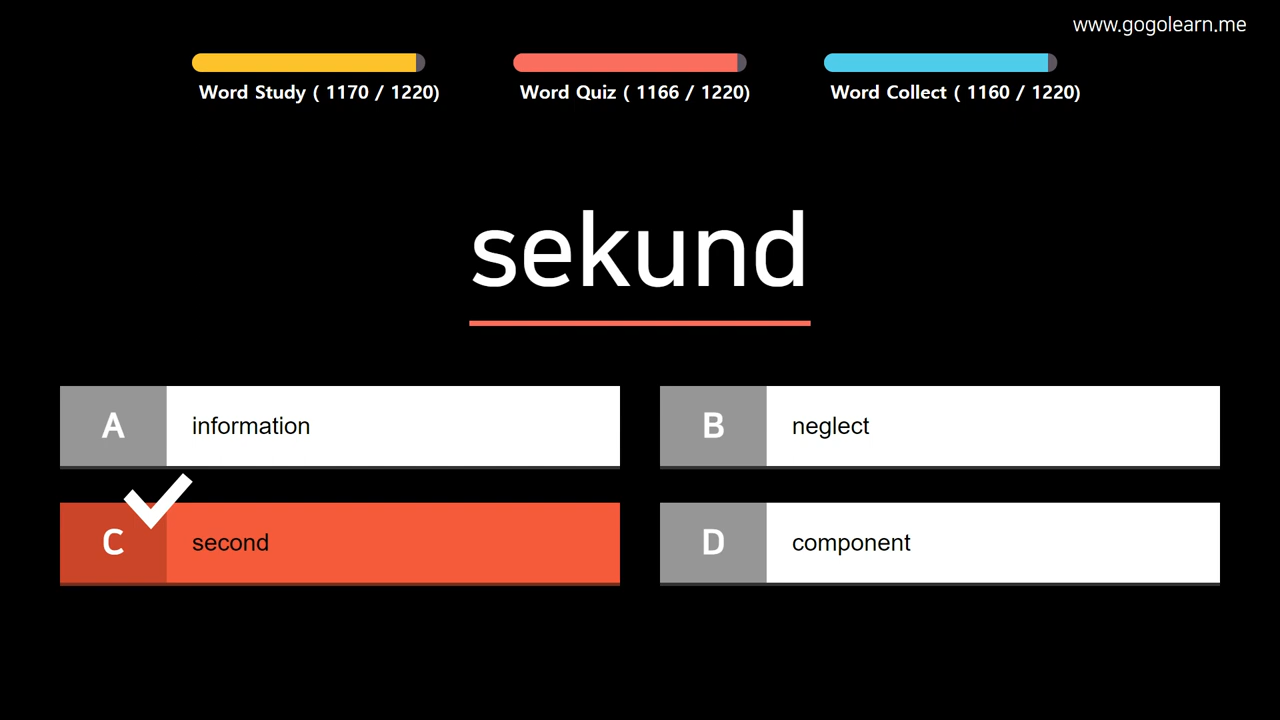 www.gogolearn.me
Word Study ( 1170 / 1220)
Word Quiz ( 1166 / 1220)
Word Collect ( 1160 / 1220)
sekund
A information
B neglect
C second
D component